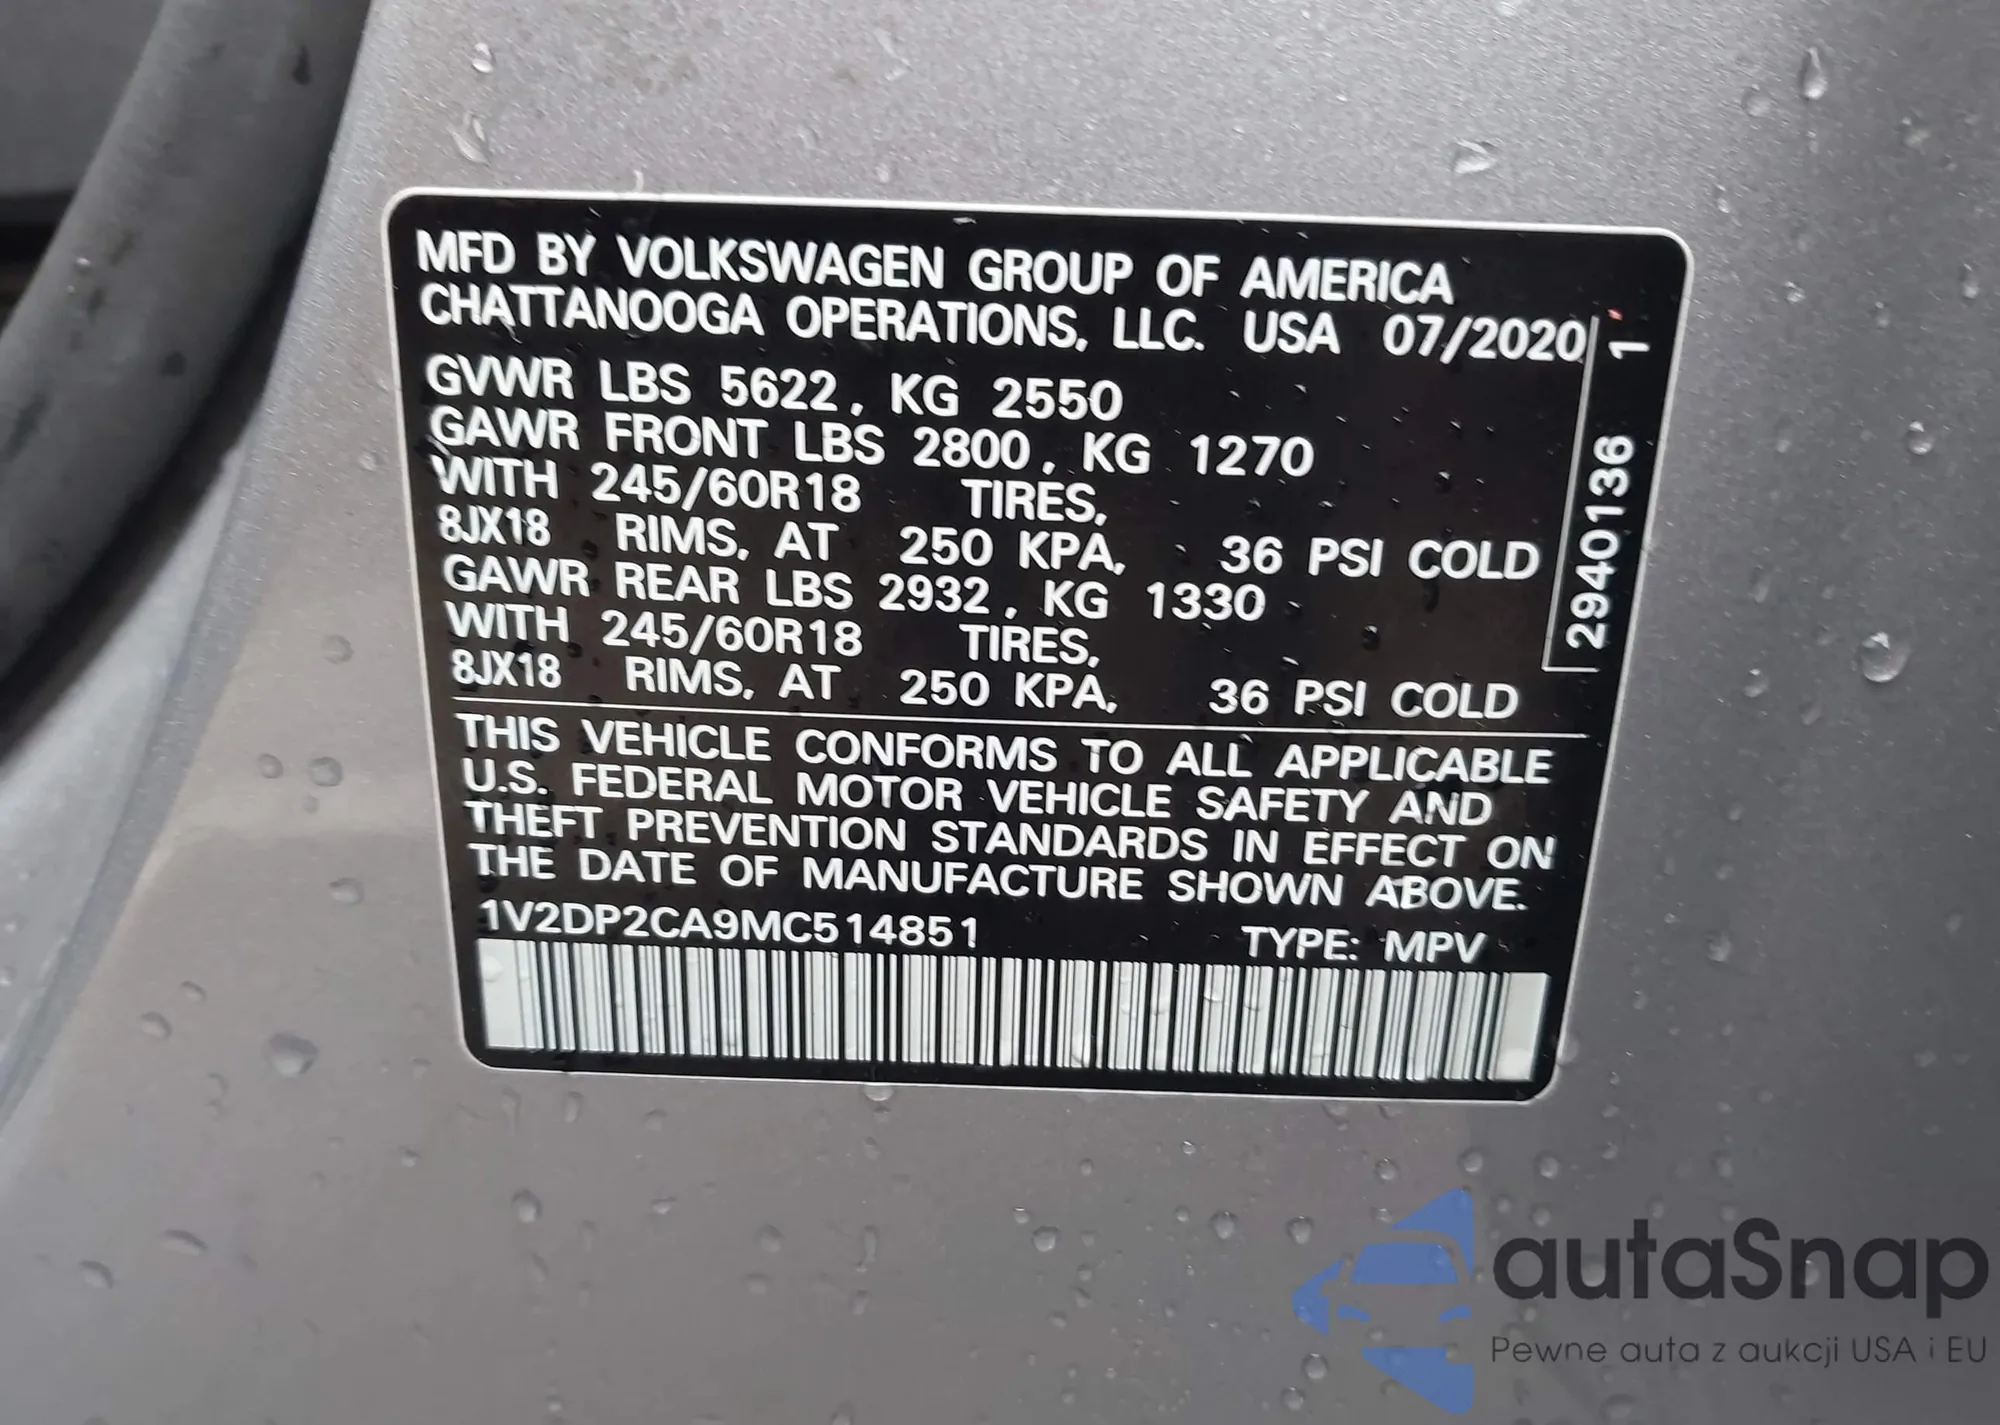 MFD BY VOLKSWAGEN GROUP OF AMERICA
CHATTANOOGA OPERATIONS, LLC. USA 07/2020
GVWR LBS 5622, KG 2550
GAWR FRONT LBS 2800, KG 1270
WITH 245/60R18 TIRES,
8JX18 RIMS, AT 250 KPA, 36 PSI COLD
GAWR REAR LBS 2932, KG 1330
WITH 245/60R18 TIRES,
8JX18 RIMS, AT 250 KPA, 36 PSI COLD
2940136 1
THIS VEHICLE CONFORMS TO ALL APPLICABLE
U.S. FEDERAL MOTOR VEHICLE SAFETY AND
THEFT PREVENTION STANDARDS IN EFFECT ON
THE DATE OF MANUFACTURE SHOWN ABOVE.
1V2DP2CA9MC514851 TYPE: MPV
autaSnap
Pewne auta z aukcji USA i EU